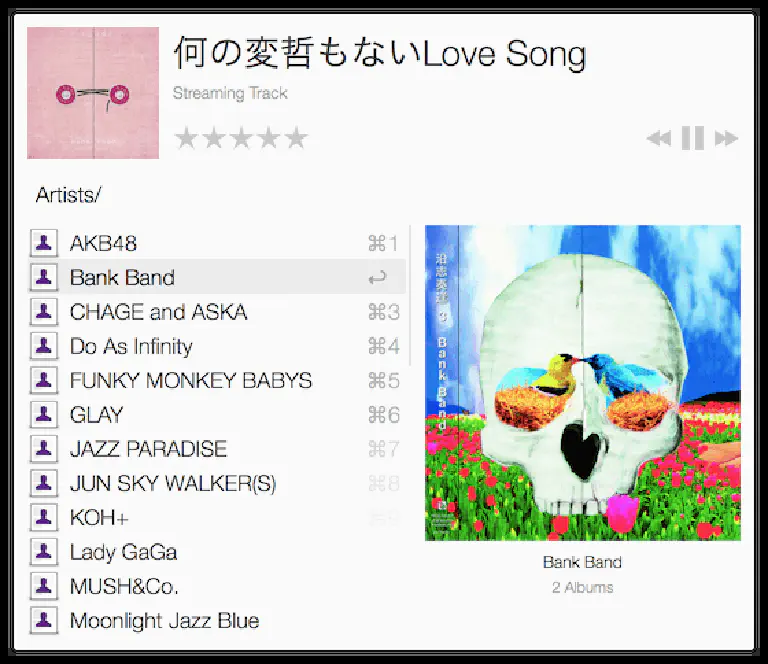 何の変哲もないLove Song
Streaming Track
★★★★★
Artists/
AKB48 ⌘1
Bank Band ↩
CHAGE and ASKA ⌘3
Do As Infinity ⌘4
FUNKY MONKEY BABYS ⌘5
GLAY ⌘6
JAZZ PARADISE ⌘7
JUN SKY WALKER(S) ⌘8
KOH+ ⌘9
Lady GaGa
MUSH&Co.
Moonlight Jazz Blue
沿志奏逢 3 Bank Band
Bank Band
2 Albums